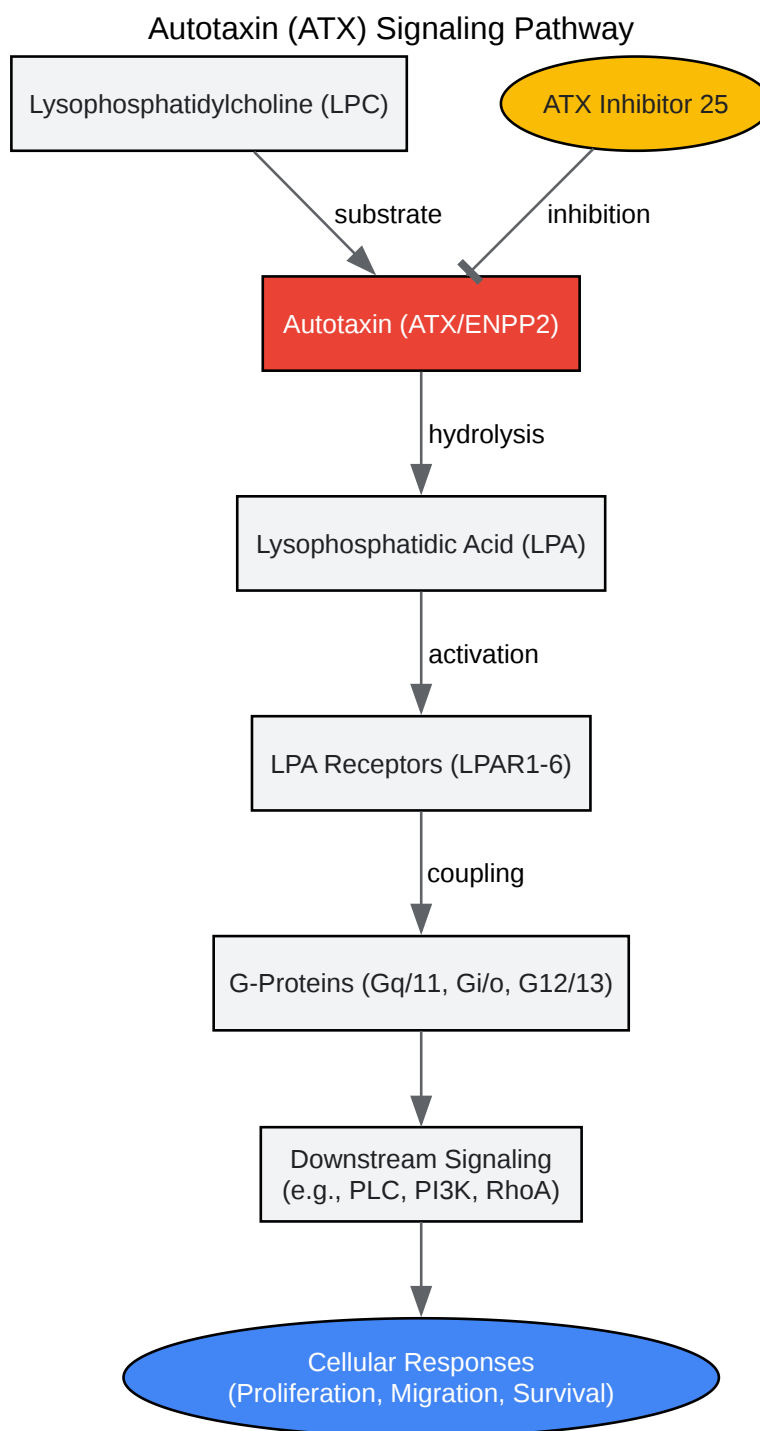 Autotaxin (ATX) Signaling Pathway
Lysophosphatidylcholine (LPC)
ATX Inhibitor 25
substrate
inhibition
Autotaxin (ATX/ENPP2)
hydrolysis
Lysophosphatidic Acid (LPA)
activation
LPA Receptors (LPAR1-6)
coupling
G-Proteins (Gq/11, Gi/o, G12/13)
Downstream Signaling
(e.g., PLC, PI3K, RhoA)
Cellular Responses
(Proliferation, Migration, Survival)